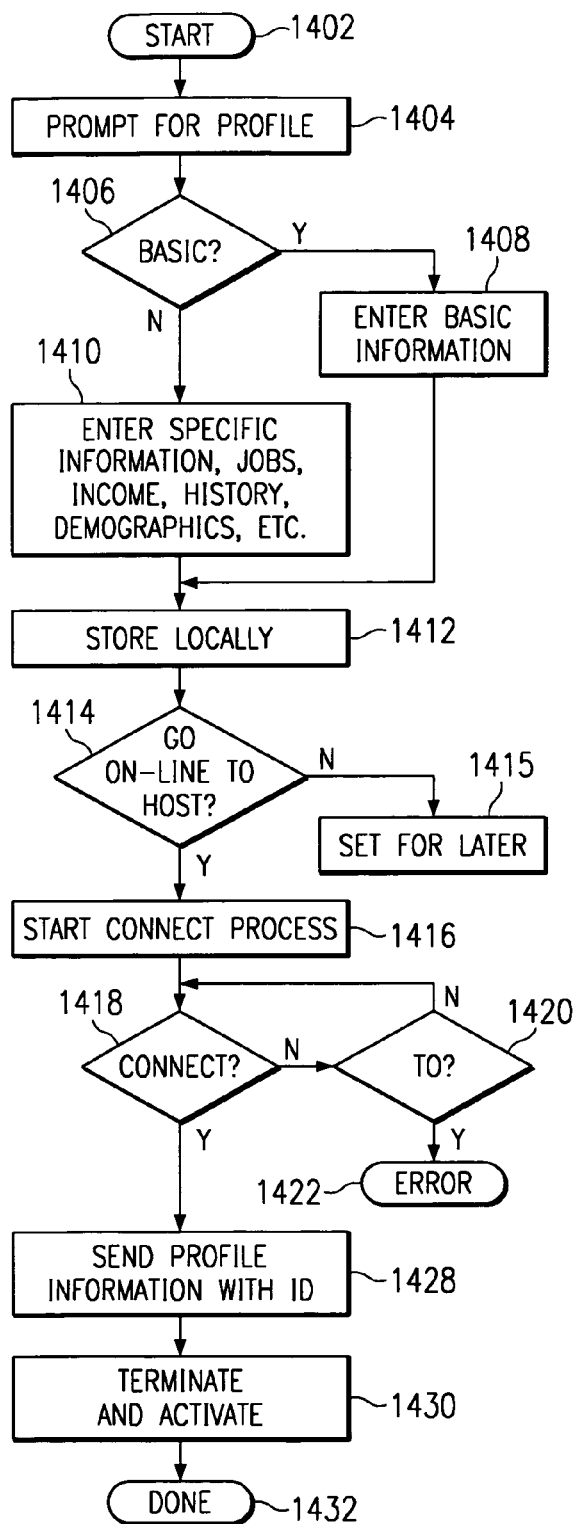 START
1402
PROMPT FOR PROFILE
1404
1406
BASIC?
Y
N
1408
ENTER BASIC
INFORMATION
1410
ENTER SPECIFIC
INFORMATION, JOBS,
INCOME, HISTORY,
DEMOGRAPHICS, ETC.
STORE LOCALLY
1412
1414
GO
ON-LINE TO
HOST?
N
Y
1415
SET FOR LATER
START CONNECT PROCESS
1416
1418
CONNECT?
N
Y
1420
TO?
N
Y
1422
ERROR
SEND PROFILE
INFORMATION WITH ID
1428
TERMINATE
AND ACTIVATE
1430
DONE
1432